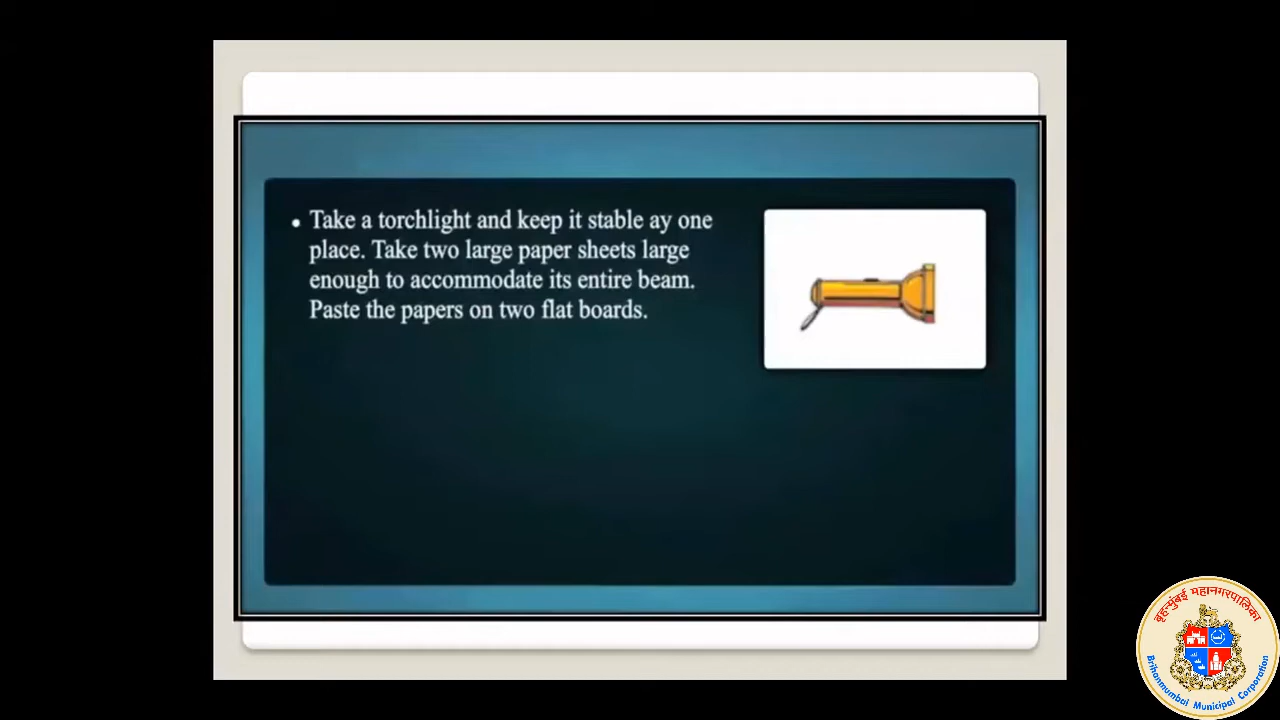 • Take a torchlight and keep it stable ay one
place. Take two large paper sheets large
enough to accommodate its entire beam.
Paste the papers on two flat boards.
बृहन्मुंबई महानगरपालिका
Brihanmumbai Municipal Corporation